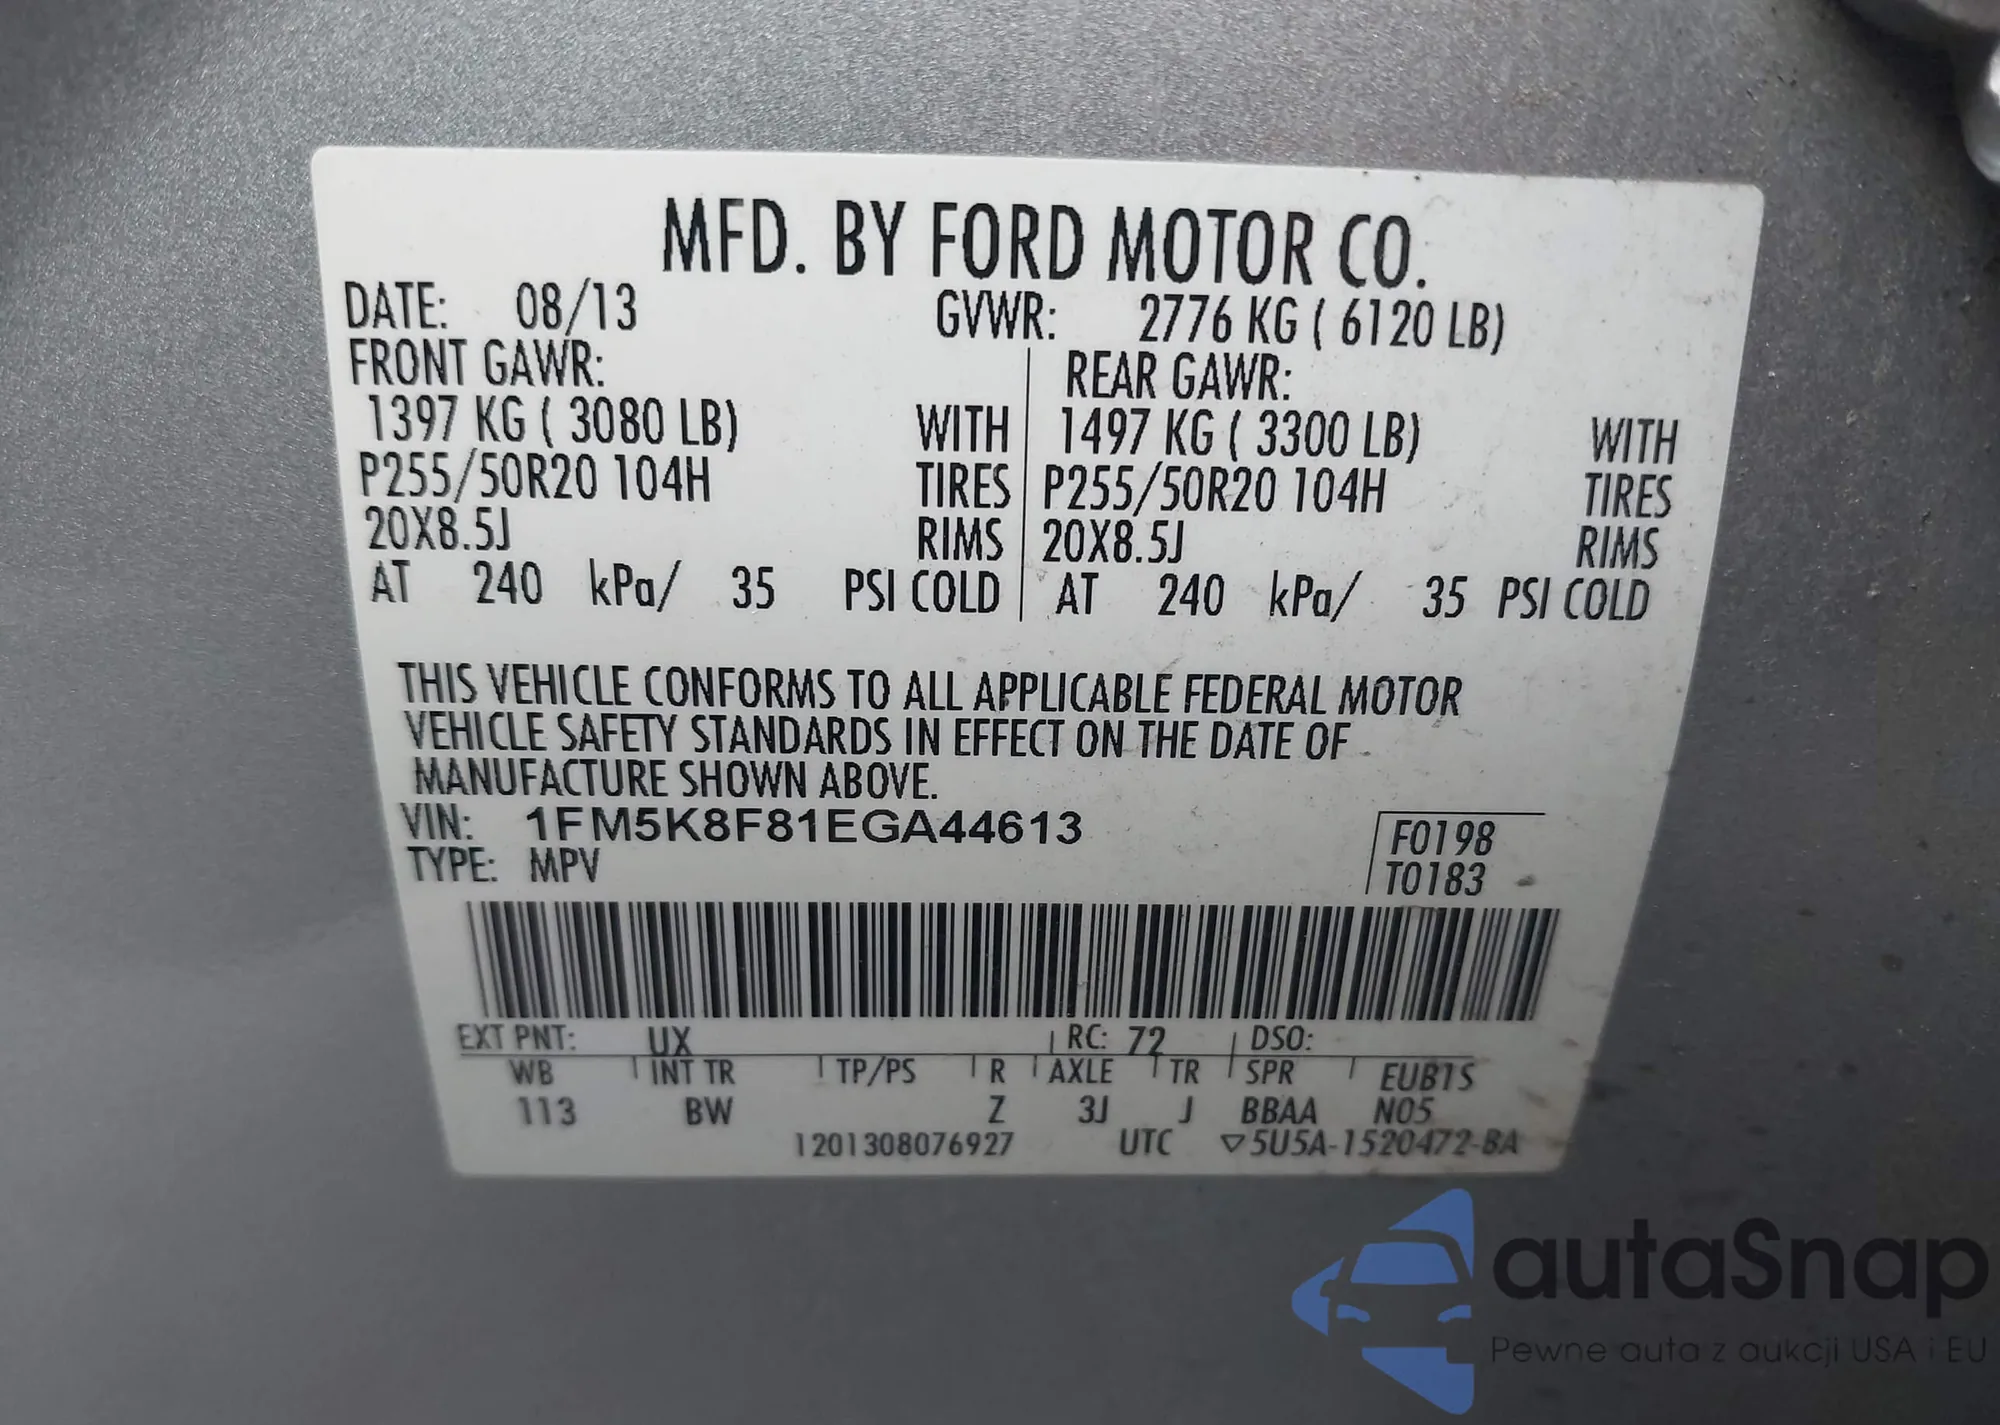 MFD. BY FORD MOTOR CO.
DATE: 08/13 GVWR: 2776 KG ( 6120 LB)
FRONT GAWR: REAR GAWR:
1397 KG ( 3080 LB) WITH 1497 KG ( 3300 LB) WITH
P255/50R20 104H TIRES P255/50R20 104H TIRES
20X8.5J RIMS 20X8.5J RIMS
AT 240 kPa/ 35 PSI COLD AT 240 kPa/ 35 PSI COLD
THIS VEHICLE CONFORMS TO ALL APPLICABLE FEDERAL MOTOR
VEHICLE SAFETY STANDARDS IN EFFECT ON THE DATE OF
MANUFACTURE SHOWN ABOVE.
VIN: 1FM5K8F81EGA44613 F0198
TYPE: MPV T0183
EXT PNT: UX RC: 72 DSO:
WB INT TR TP/PS R AXLE TR SPR EUB1S
113 BW Z 3J J BBAA N05
1201308076927 UTC ▽5U5A-1520472-BA
autoSnap
Pewne auta z aukcji USA i EU